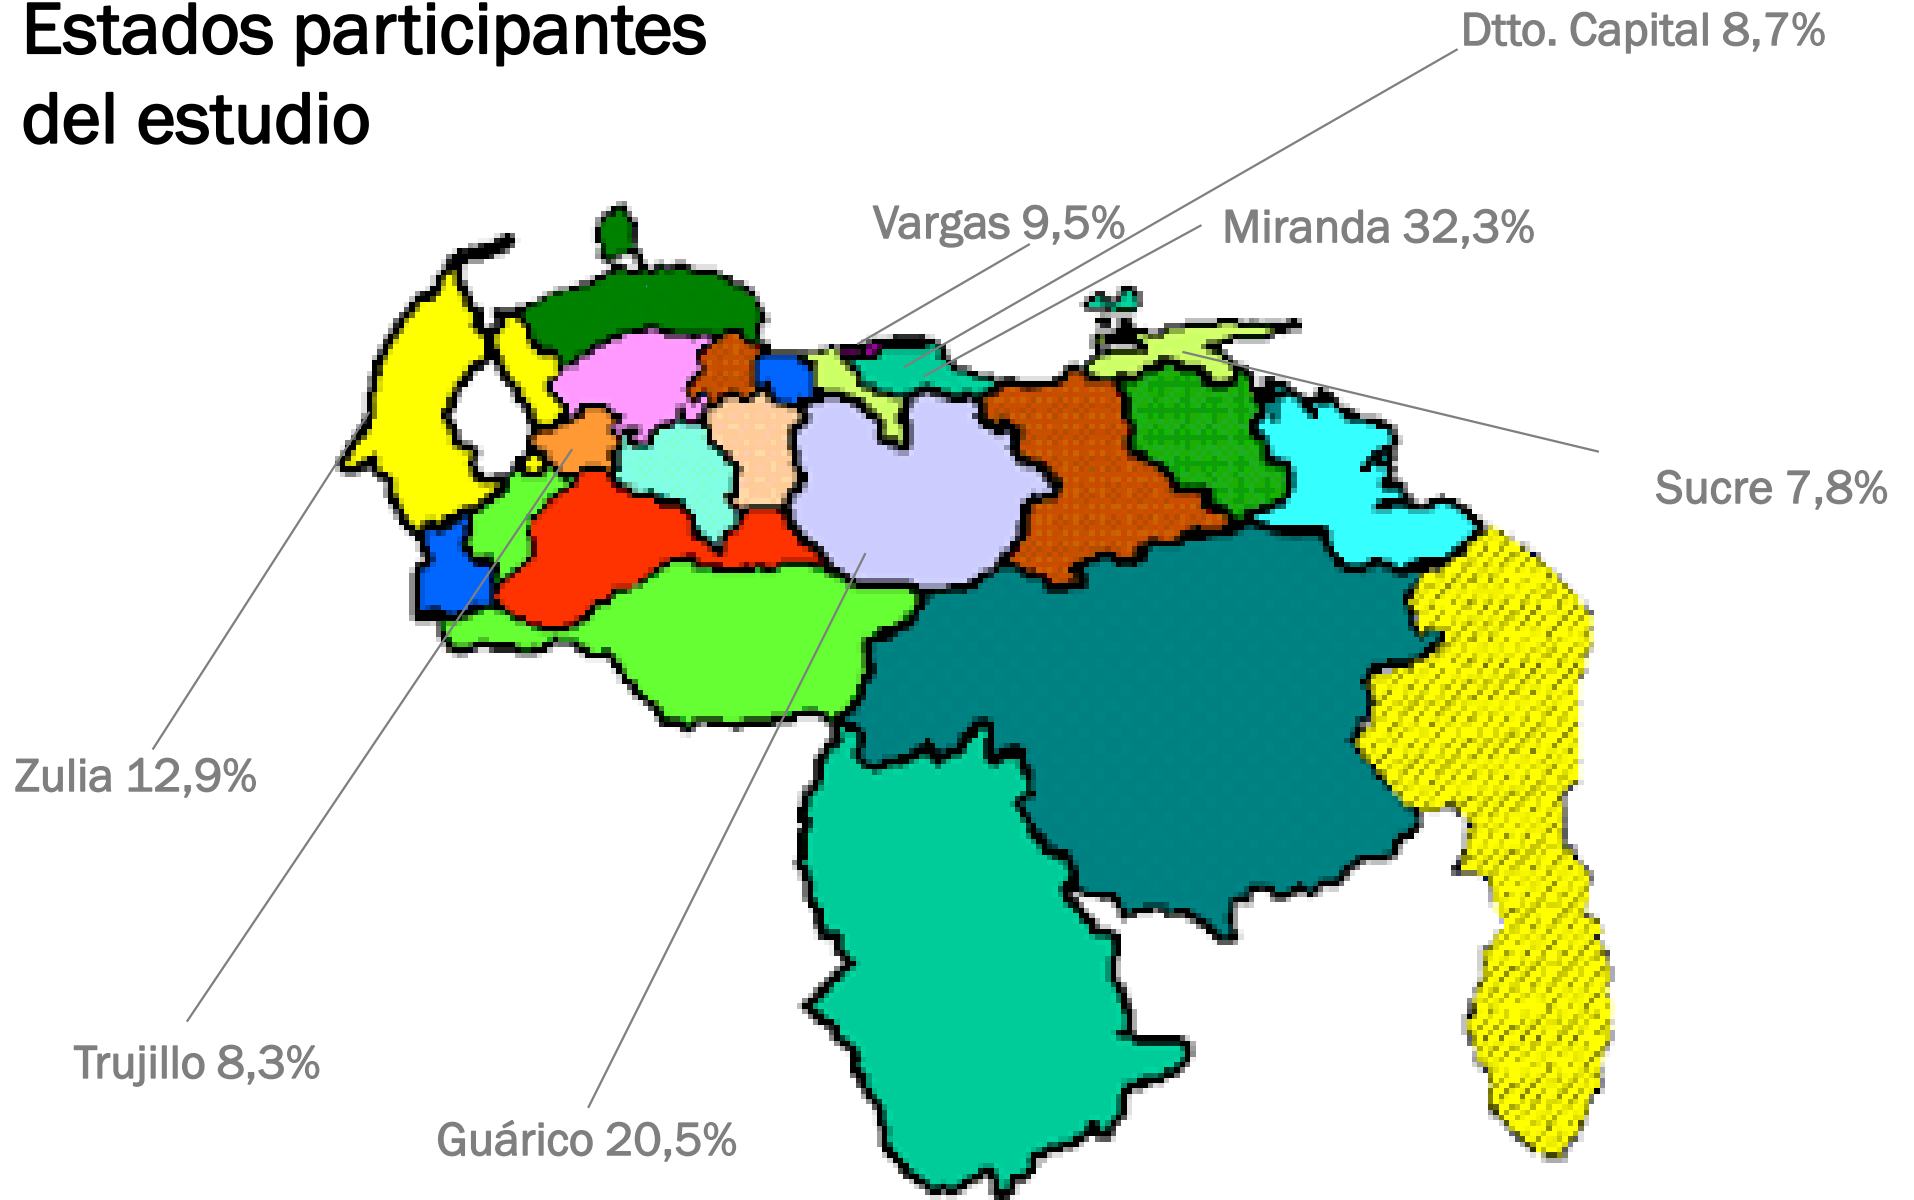 Estados participantes
del estudio
Dtto. Capital 8,7%
Vargas 9,5%
Miranda 32,3%
Sucre 7,8%
Zulia 12,9%
Trujillo 8,3%
Guárico 20,5%